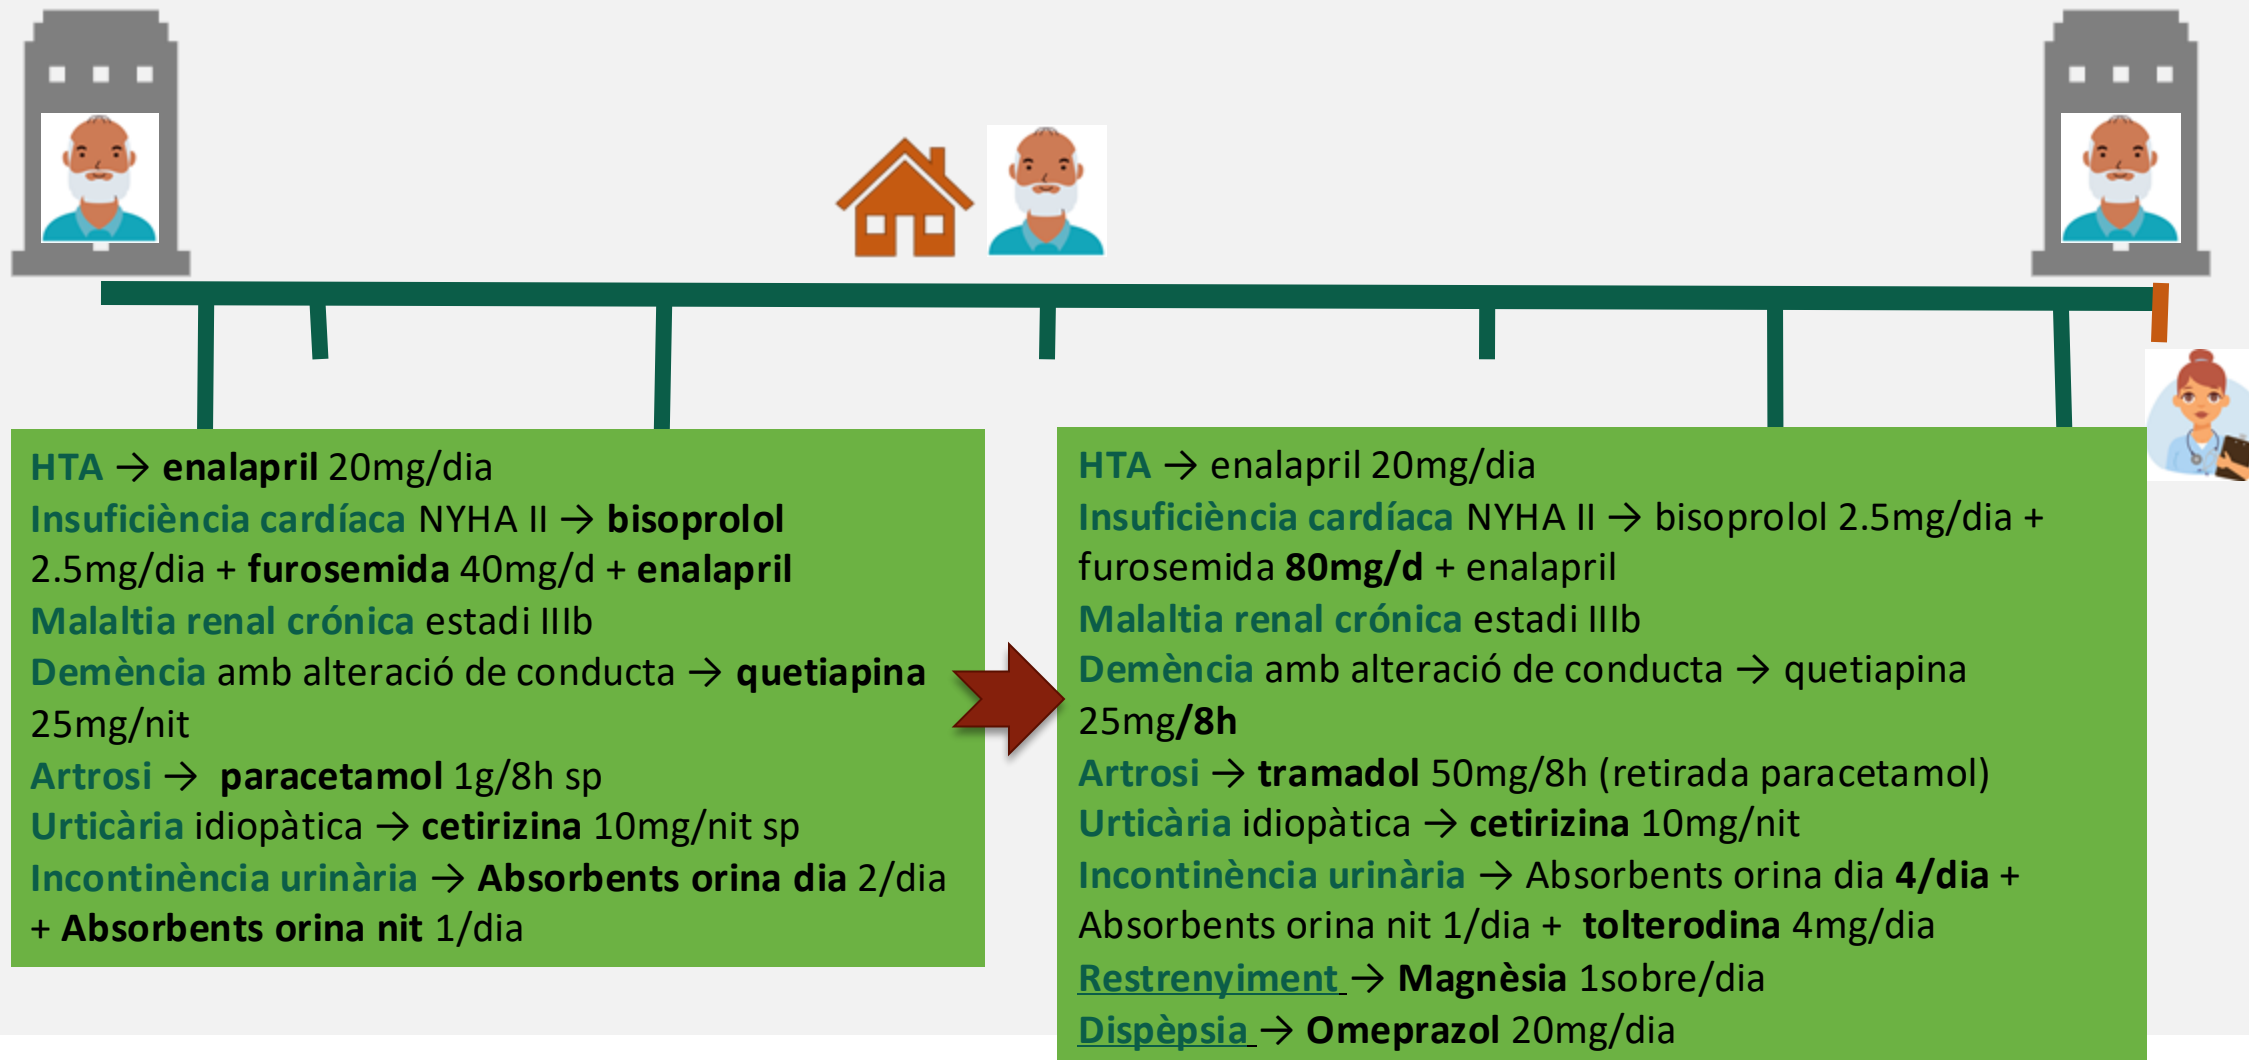 HTA → enalapril 20mg/dia
Insuficiència cardíaca NYHA II → bisoprolol
2.5mg/dia + furosemida 40mg/d + enalapril
Malaltia renal crónica estadi IIIb
Demència amb alteració de conducta → quetiapina
25mg/nit
Artrosi → paracetamol 1g/8h sp
Urticària idiopàtica → cetirizina 10mg/nit sp
Incontinència urinària → Absorbents orina dia 2/dia
+ Absorbents orina nit 1/dia
HTA → enalapril 20mg/dia
Insuficiència cardíaca NYHA II → bisoprolol 2.5mg/dia +
furosemida 80mg/d + enalapril
Malaltia renal crónica estadi IIIb
Demència amb alteració de conducta → quetiapina
25mg/8h
Artrosi → tramadol 50mg/8h (retirada paracetamol)
Urticària idiopàtica → cetirizina 10mg/nit
Incontinència urinària → Absorbents orina dia 4/dia +
Absorbents orina nit 1/dia + tolterodina 4mg/dia
Restrenyiment → Magnèsia 1sobre/dia
Dispèpsia → Omeprazol 20mg/dia